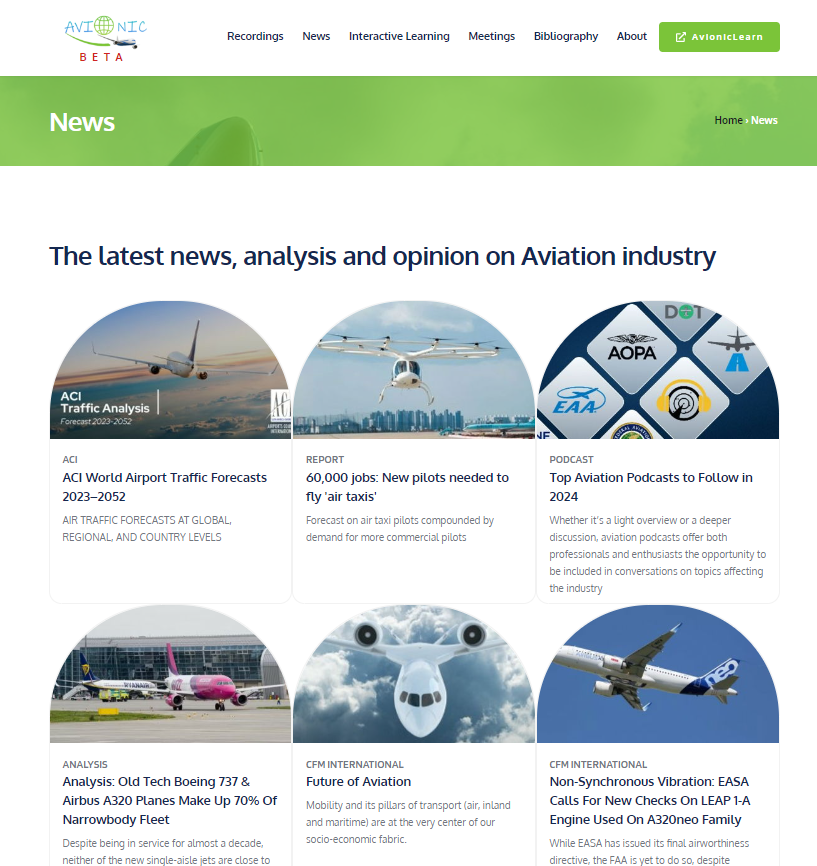 AVIONIC
BETA
Recordings
News
Interactive Learning
Meetings
Bibliography
About
AvionicLearn
News
Home › News
The latest news, analysis and opinion on Aviation industry
ACI
Traffic Analysis
Forecast 2023-2052
ACI
DOT
AOPA
EAA
ACI
ACI World Airport Traffic Forecasts
2023–2052
AIR TRAFFIC FORECASTS AT GLOBAL,
REGIONAL, AND COUNTRY LEVELS
REPORT
60,000 jobs: New pilots needed to
fly 'air taxis'
Forecast on air taxi pilots compounded by
demand for more commercial pilots
PODCAST
Top Aviation Podcasts to Follow in
2024
Whether it's a light overview or a deeper
discussion, aviation podcasts offer both
professionals and enthusiasts the opportunity to
be included in conversations on topics affecting
the industry
RYANAIR
neo
ANALYSIS
Analysis: Old Tech Boeing 737 &
Airbus A320 Planes Make Up 70% Of
Narrowbody Fleet
Despite being in service for almost a decade,
neither of the new single-aisle jets are close to
CFM INTERNATIONAL
Future of Aviation
Mobility and its pillars of transport (air, inland
and maritime) are at the very center of our
socio-economic fabric.
CFM INTERNATIONAL
Non-Synchronous Vibration: EASA
Calls For New Checks On LEAP 1-A
Engine Used On A320neo Family
While EASA has issued its final airworthiness
directive, the FAA is yet to do so, despite